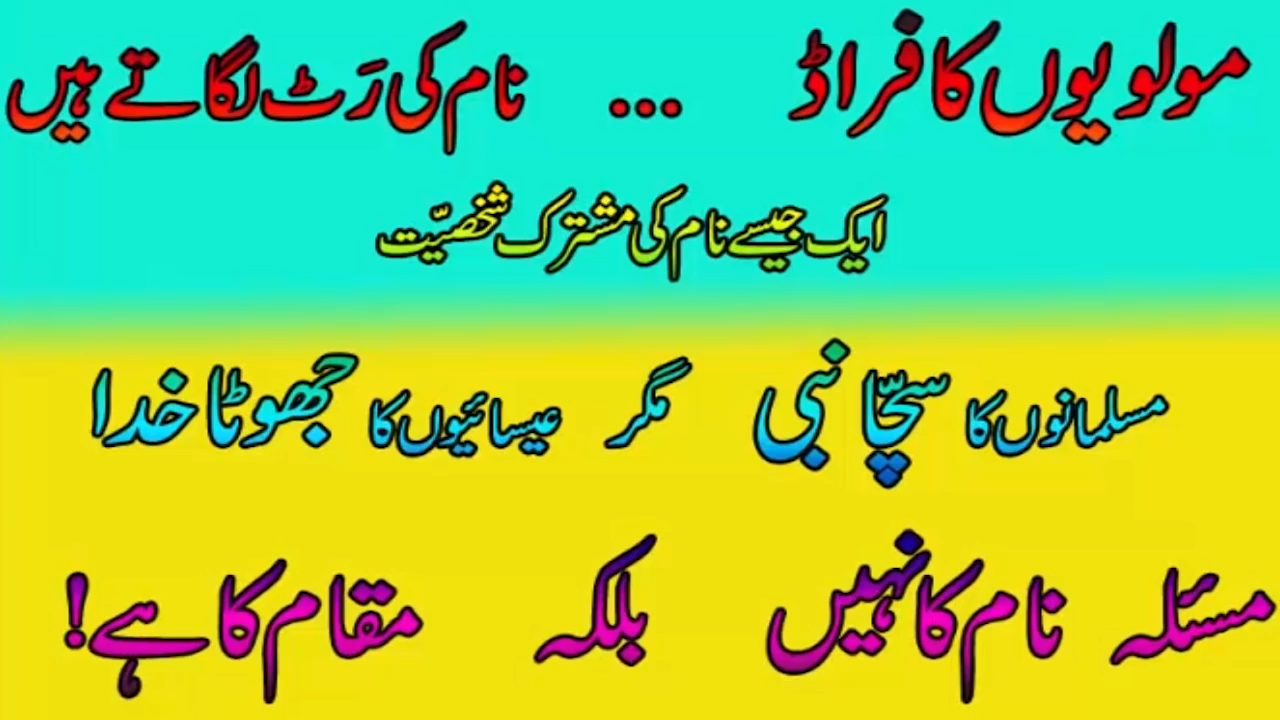 مولویوں کا فراڈ ... نام کی رَٹ لگاتے ہیں
ایک جیسے نام کی مشترک شخصیّت
مسلمانوں کا سچّا نبی مگر عیسائیوں کا جھوٹا خدا
مسئلہ نام کا نہیں بلکہ مقام کا ہے!